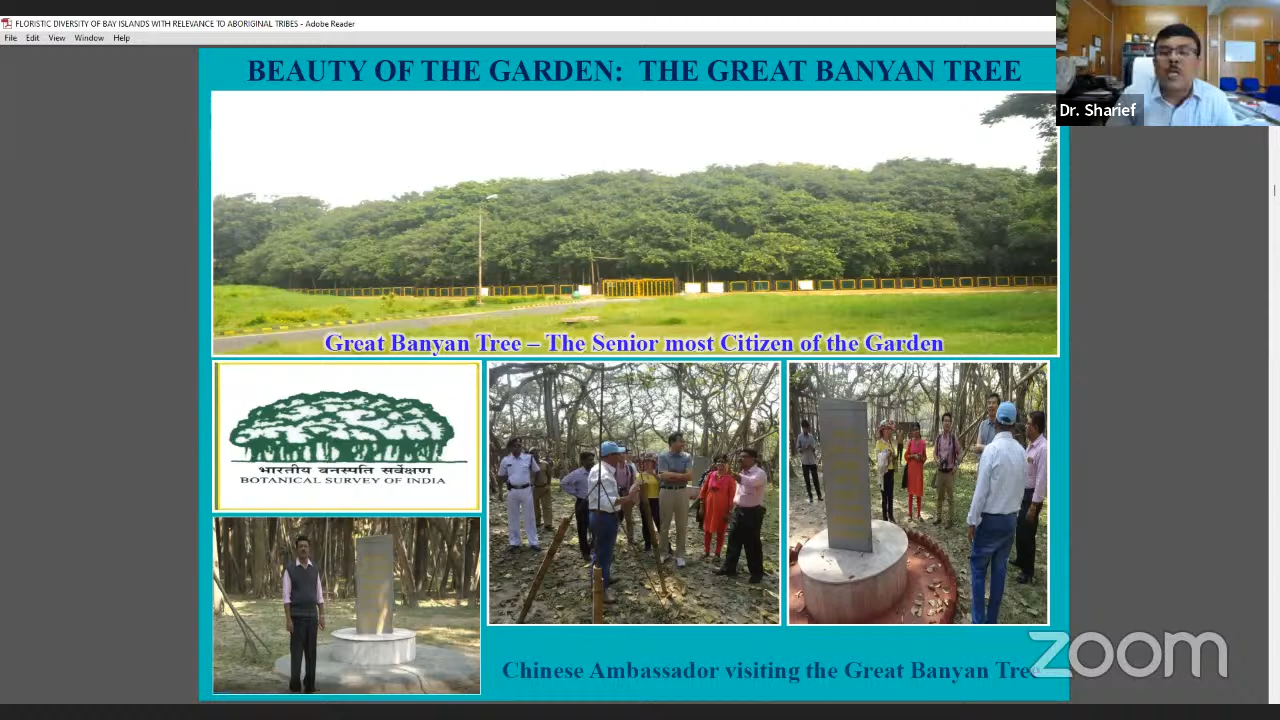 FLORISTIC DIVERSITY OF BAY ISLANDS WITH RELEVANCE TO ABORIGINAL TRIBES - Adobe Reader
File Edit View Window Help
Dr. Sharief
BEAUTY OF THE GARDEN: THE GREAT BANYAN TREE
Great Banyan Tree – The Senior most Citizen of the Garden
भारतीय वनस्पति सर्वेक्षण
BOTANICAL SURVEY OF INDIA
Chinese Ambassador visiting the Great Banyan Tree
zoom